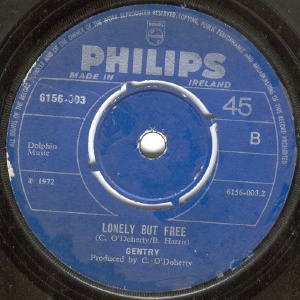 ALL RIGHTS OF THE RECORD PRODUCER AND OF THE OWNER OF THE WORK REPRODUCED RESERVED. COPYING, PUBLIC PERFORMANCE AND BROADCASTING OF THIS RECORD PROHIBITED
PHILIPS
MADE IN IRELAND
6156-003
45
B
Dolphin
Music
℗ 1972
6156-003.2
LONELY BUT FREE
(C. O'Doherty/B. Harris)
GENTRY
Produced by C. O'Doherty